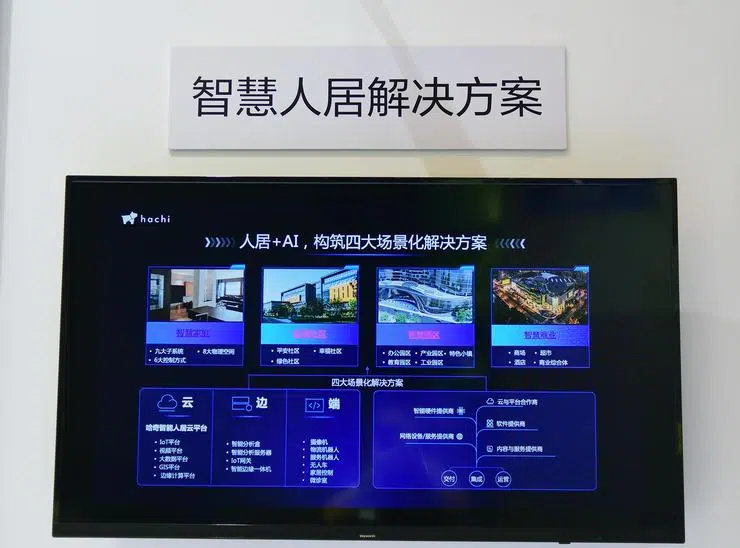 智慧人居解决方案
hachi
人居+AI，构筑四大场景化解决方案
智慧家庭
智慧社区
智慧园区
智慧商业
• 九大子系统 • 8大物理空间
• 6大控制方式
• 平安社区 • 幸福社区
• 绿色社区
• 办公园区 • 产业园区 • 特色小镇
• 教育园区 • 工业园区
• 商场 • 超市
• 酒店 • 商业综合体
四大场景化解决方案
云
哈奇智能人居云平台
• IoT平台
• 视频平台
• 大数据平台
• GIS平台
• 边缘计算平台
边
• 智能分析盒
• 智能分析服务器
• IoT网关
• 智能边缘一体机
端
• 摄像机
• 物流机器人
• 服务机器人
• 无人车
• 家居控制
• 微诊室
智能硬件提供商
网络设备/服务提供商
云与平台合作商
软件提供商
内容与服务提供商
交付
集成
运营